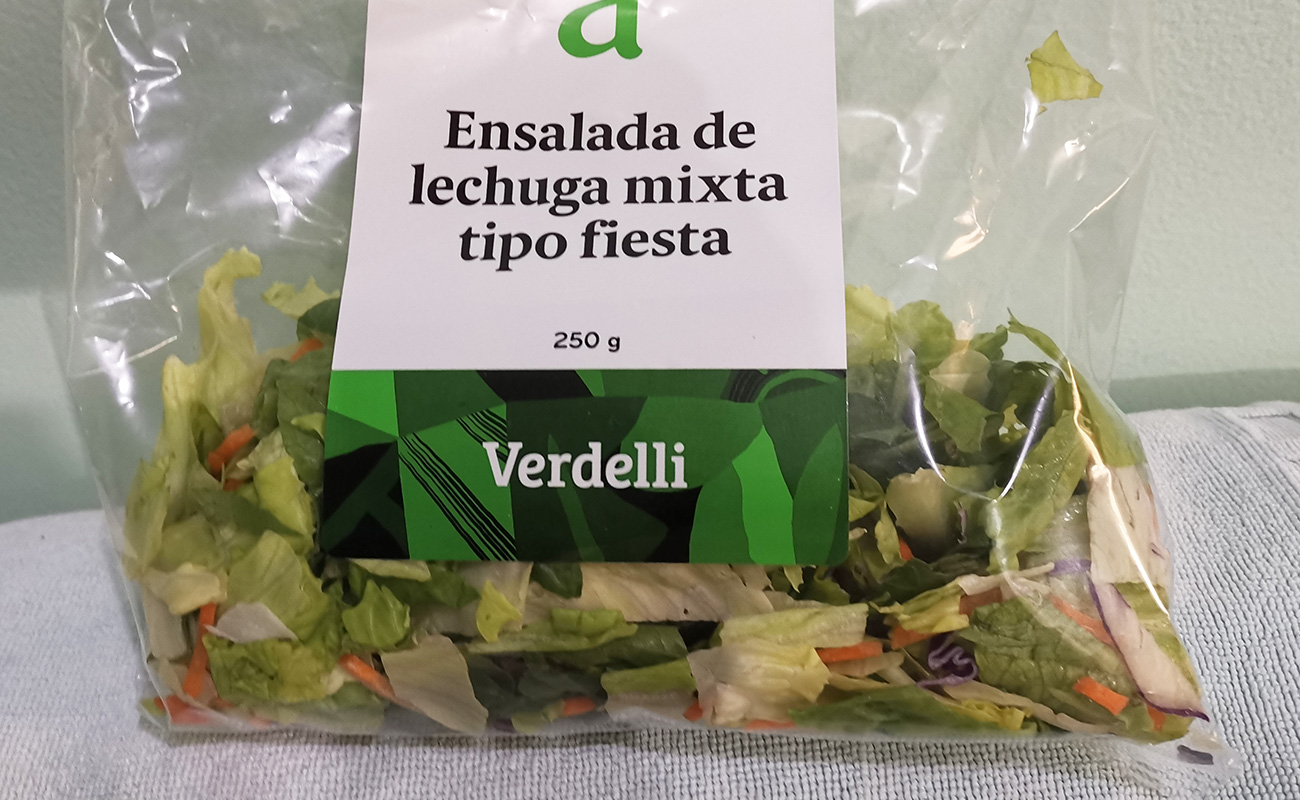 a
Ensalada de
lechuga mixta
tipo fiesta
250 g
Verdelli